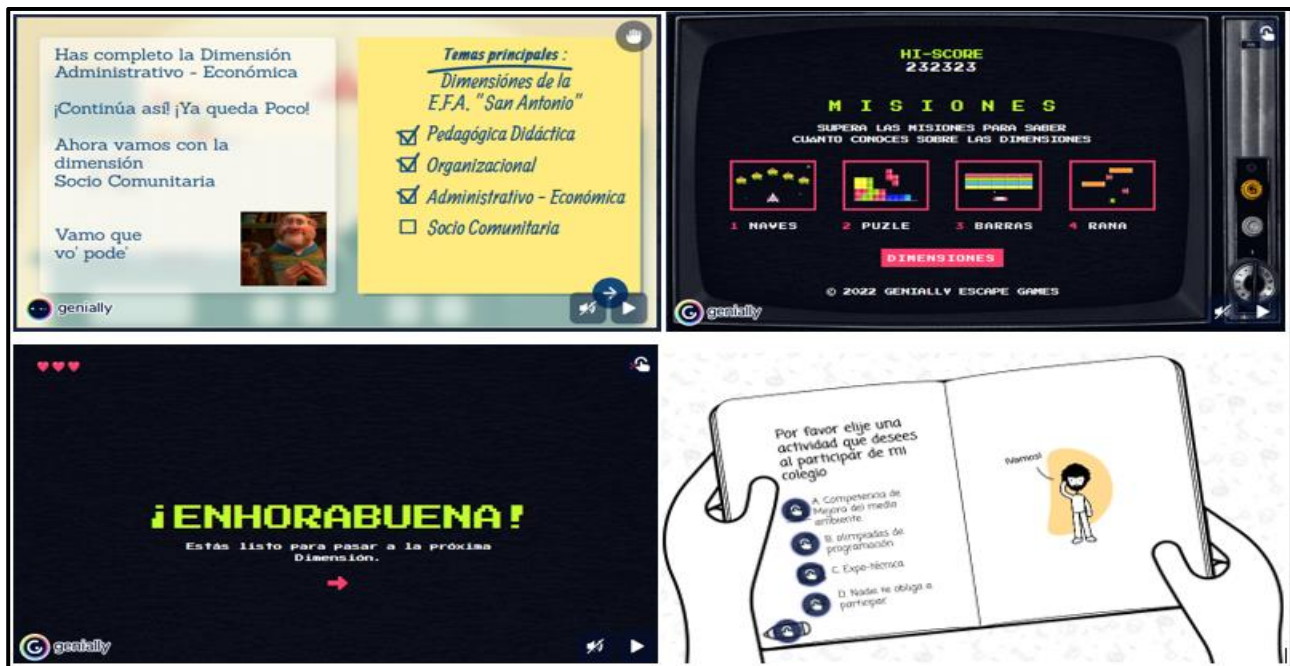 Has completo la Dimensión
Administrativo - Económica
¡Continúa así! ¡Ya queda Poco!
Ahora vamos con la
dimensión
Socio Comunitaria
Vamo que
vo' pode'
genially
Temas principales :
Dimensiónes de la
E.F.A. "San Antonio"
Pedagógica Didáctica
Organizacional
Administrativo - Económica
Socio Comunitaria
HI-SCORE
232323
MISIONES
SUPERA LAS MISIONES PARA SABER
CUÁNTO CONOCES SOBRE LAS DIMENSIONES
1 NAVES 2 PUZLE 3 BARRAS 4 RANA
DIMENSIONES
© 2022 GENIALLY ESCAPE GAMES
genially
¡ENHORABUENA!
Estás listo para pasar a la próxima
Dimensión.
genially
Por favor elije una
actividad que desees
al participar de mi
colegio
A. Competencia de
Mejora del medio
ambiente.
B. olimpiadas de
programación
C. Expo-técnica
D. Nadie te obliga a
participar
¡Vamos!